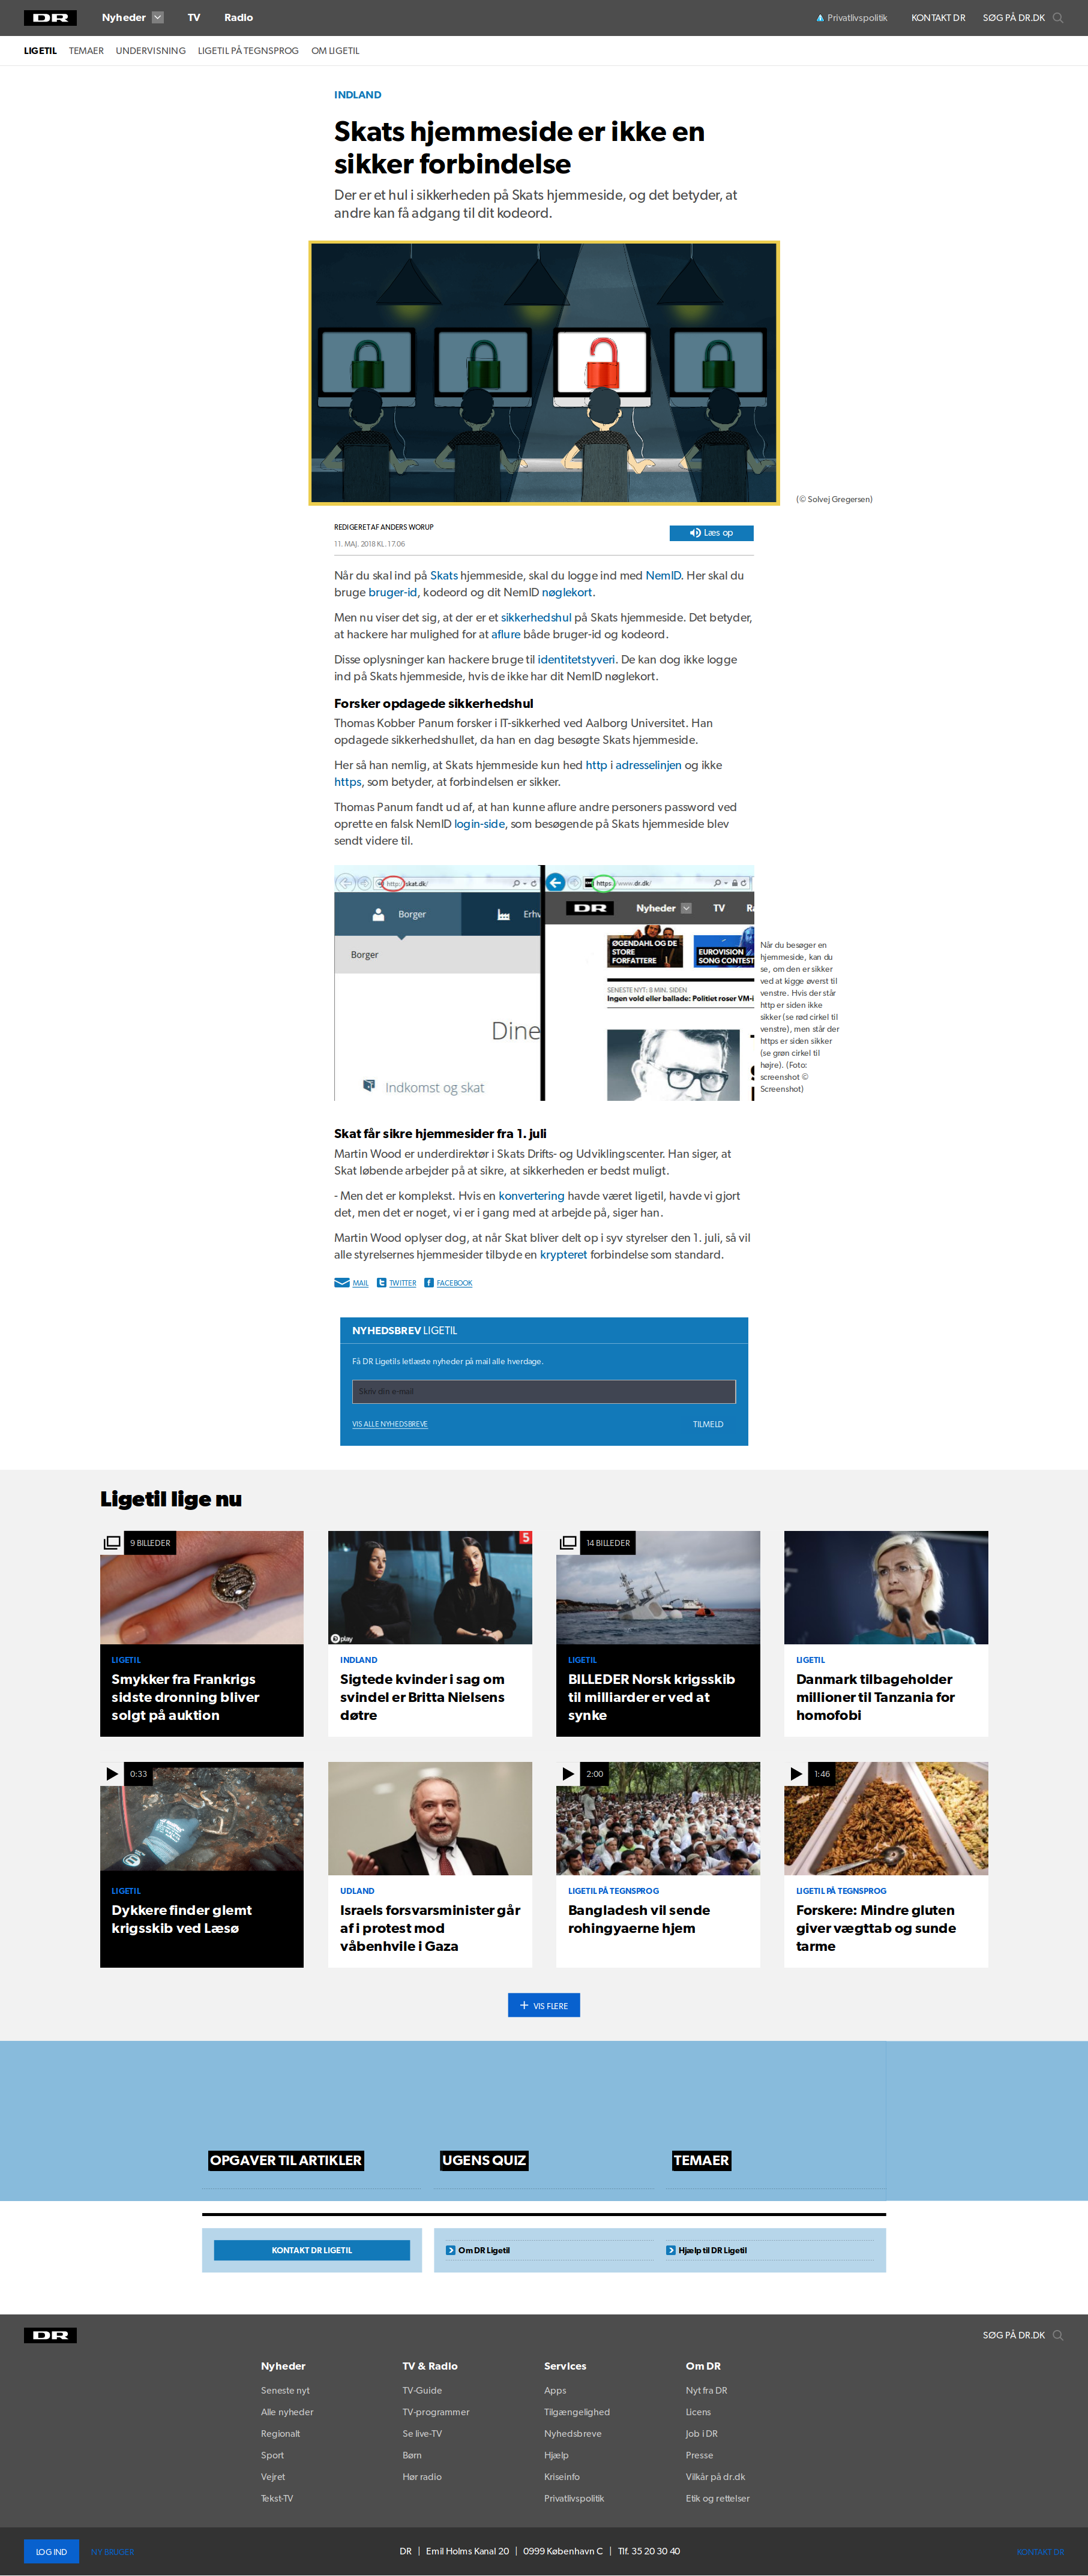 DR Nyheder TV Radio Privatlivspolitik KONTAKT DR SØG PÅ DR.DK
LIGETIL TEMAER UNDERVISNING LIGETIL PÅ TEGNSPROG OM LIGETIL
INDLAND
Skats hjemmeside er ikke en
sikker forbindelse
Der er et hul i sikkerheden på Skats hjemmeside, og det betyder, at
andre kan få adgang til dit kodeord.
(© Solvej Gregersen)
REDIGERET AF ANDERS WORUP
11. MAJ. 2018 KL. 17.06
Læs op
Når du skal ind på Skats hjemmeside, skal du logge ind med NemID. Her skal du
bruge bruger-id, kodeord og dit NemID nøglekort.
Men nu viser det sig, at der er et sikkerhedshul på Skats hjemmeside. Det betyder,
at hackere har mulighed for at aflure både bruger-id og kodeord.
Disse oplysninger kan hackere bruge til identitetstyveri. De kan dog ikke logge
ind på Skats hjemmeside, hvis de ikke har dit NemID nøglekort.
Forsker opdagede sikkerhedshul
Thomas Kobber Panum forsker i IT-sikkerhed ved Aalborg Universitet. Han
opdagede sikkerhedshullet, da han en dag besøgte Skats hjemmeside.
Her så han nemlig, at Skats hjemmeside kun hed http i adresselinjen og ikke
https, som betyder, at forbindelsen er sikker.
Thomas Panum fandt ud af, at han kunne aflure andre personers password ved
oprette en falsk NemID login-side, som besøgende på Skats hjemmeside blev
sendt videre til.
http://skat.dk/
https://www.dr.dk/
Borger Erhv
DR Nyheder TV Ra
Borger
ØGENDAHL OG DE
STORE
FORFATTERE
EUROVISION
SONG CONTEST
SENESTE NYT: 8 MIN. SIDEN
Ingen vold eller ballade: Politiet roser VM-i
Dine
Indkomst og skat
Når du besøger en
hjemmeside, kan du
se, om den er sikker
ved at kigge øverst til
venstre. Hvis der står
http er siden ikke
sikker (se rød cirkel til
venstre), men står der
https er siden sikker
(se grøn cirkel til
højre). (Foto:
screenshot ©
Screenshot)
Skat får sikre hjemmesider fra 1. juli
Martin Wood er underdirektør i Skats Drifts- og Udviklingscenter. Han siger, at
Skat løbende arbejder på at sikre, at sikkerheden er bedst muligt.
- Men det er komplekst. Hvis en konvertering havde været ligetil, havde vi gjort
det, men det er noget, vi er i gang med at arbejde på, siger han.
Martin Wood oplyser dog, at når Skat bliver delt op i syv styrelser den 1. juli, så vil
alle styrelsernes hjemmesider tilbyde en krypteret forbindelse som standard.
MAIL TWITTER FACEBOOK
NYHEDSBREV LIGETIL
Få DR Ligetils letlæste nyheder på mail alle hverdage.
Skriv din e-mail
VIS ALLE NYHEDSBREVE TILMELD
Ligetil lige nu
9 BILLEDER
LIGETIL
Smykker fra Frankrigs
sidste dronning bliver
solgt på auktion
5
play
INDLAND
Sigtede kvinder i sag om
svindel er Britta Nielsens
døtre
14 BILLEDER
LIGETIL
BILLEDER Norsk krigsskib
til milliarder er ved at
synke
LIGETIL
Danmark tilbageholder
millioner til Tanzania for
homofobi
0:33
LIGETIL
Dykkere finder glemt
krigsskib ved Læsø
UDLAND
Israels forsvarsminister går
af i protest mod
våbenhvile i Gaza
2:00
LIGETIL PÅ TEGNSPROG
Bangladesh vil sende
rohingyaerne hjem
1:46
LIGETIL PÅ TEGNSPROG
Forskere: Mindre gluten
giver vægttab og sunde
tarme
VIS FLERE
OPGAVER TIL ARTIKLER UGENS QUIZ TEMAER
KONTAKT DR LIGETIL Om DR Ligetil Hjælp til DR Ligetil
DR SØG PÅ DR.DK
Nyheder TV & Radio Services Om DR
Seneste nyt TV-Guide Apps Nyt fra DR
Alle nyheder TV-programmer Tilgængelighed Licens
Regionalt Se live-TV Nyhedsbreve Job i DR
Sport Børn Hjælp Presse
Vejret Hør radio Kriseinfo Vilkår på dr.dk
Tekst-TV Privatlivspolitik Etik og rettelser
LOG IND NY BRUGER DR | Emil Holms Kanal 20 | 0999 København C | Tlf. 35 20 30 40 KONTAKT DR